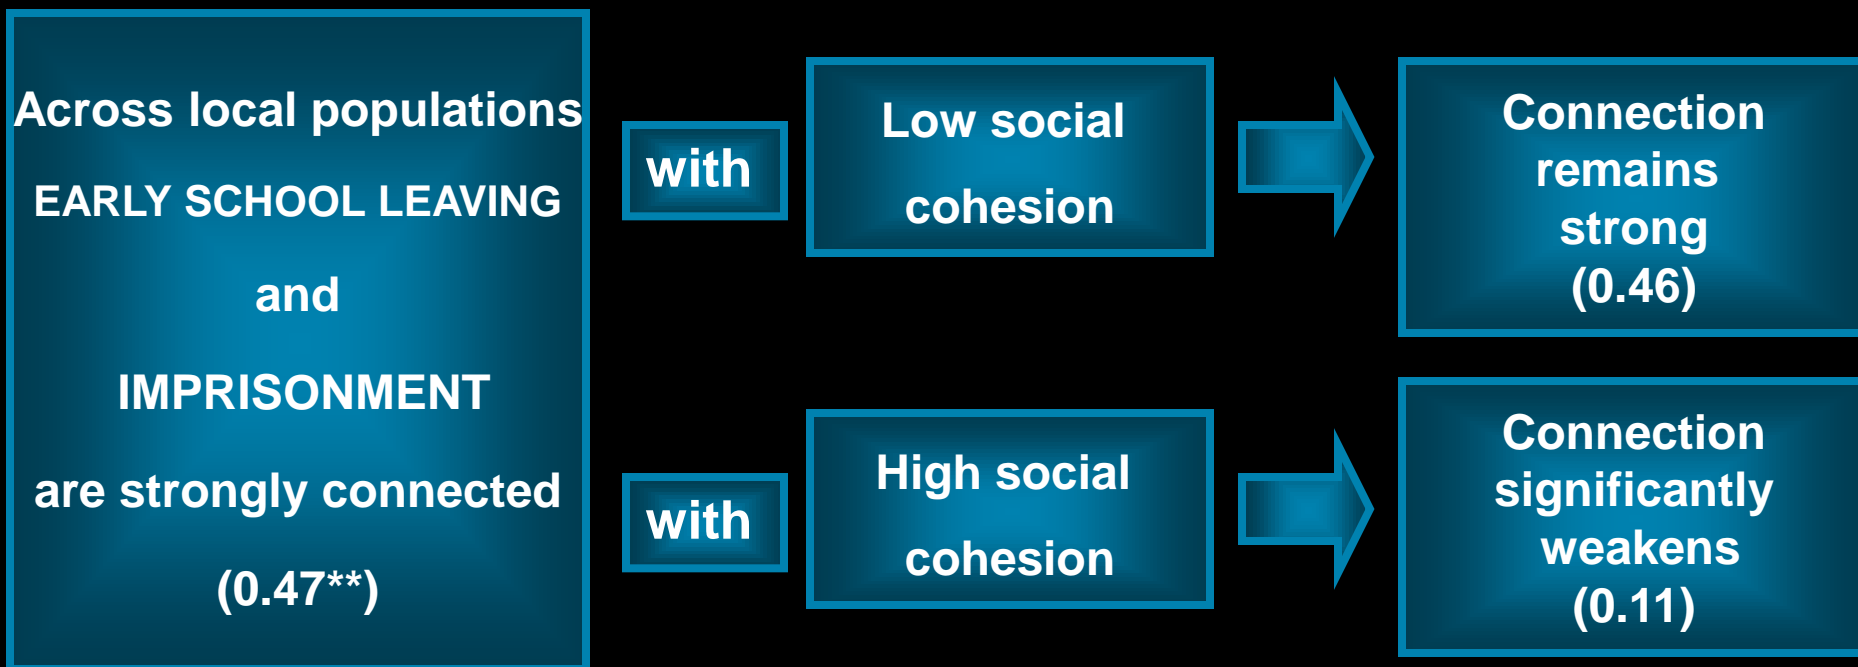 Across local populations
EARLY SCHOOL LEAVING
and
IMPRISONMENT
are strongly connected
(0.47**)
with
Low social
cohesion
Connection
remains
strong
(0.46)
with
High social
cohesion
Connection
significantly
weakens
(0.11)